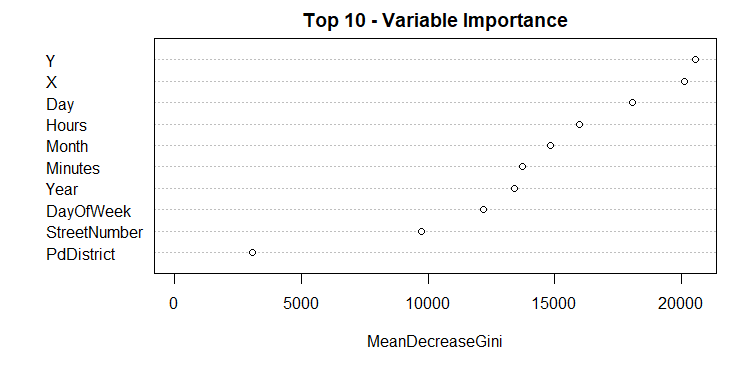 Top 10 - Variable Importance
Y
X
Day
Hours
Month
Minutes
Year
DayOfWeek
StreetNumber
PdDistrict
0 5000 10000 15000 20000
MeanDecreaseGini